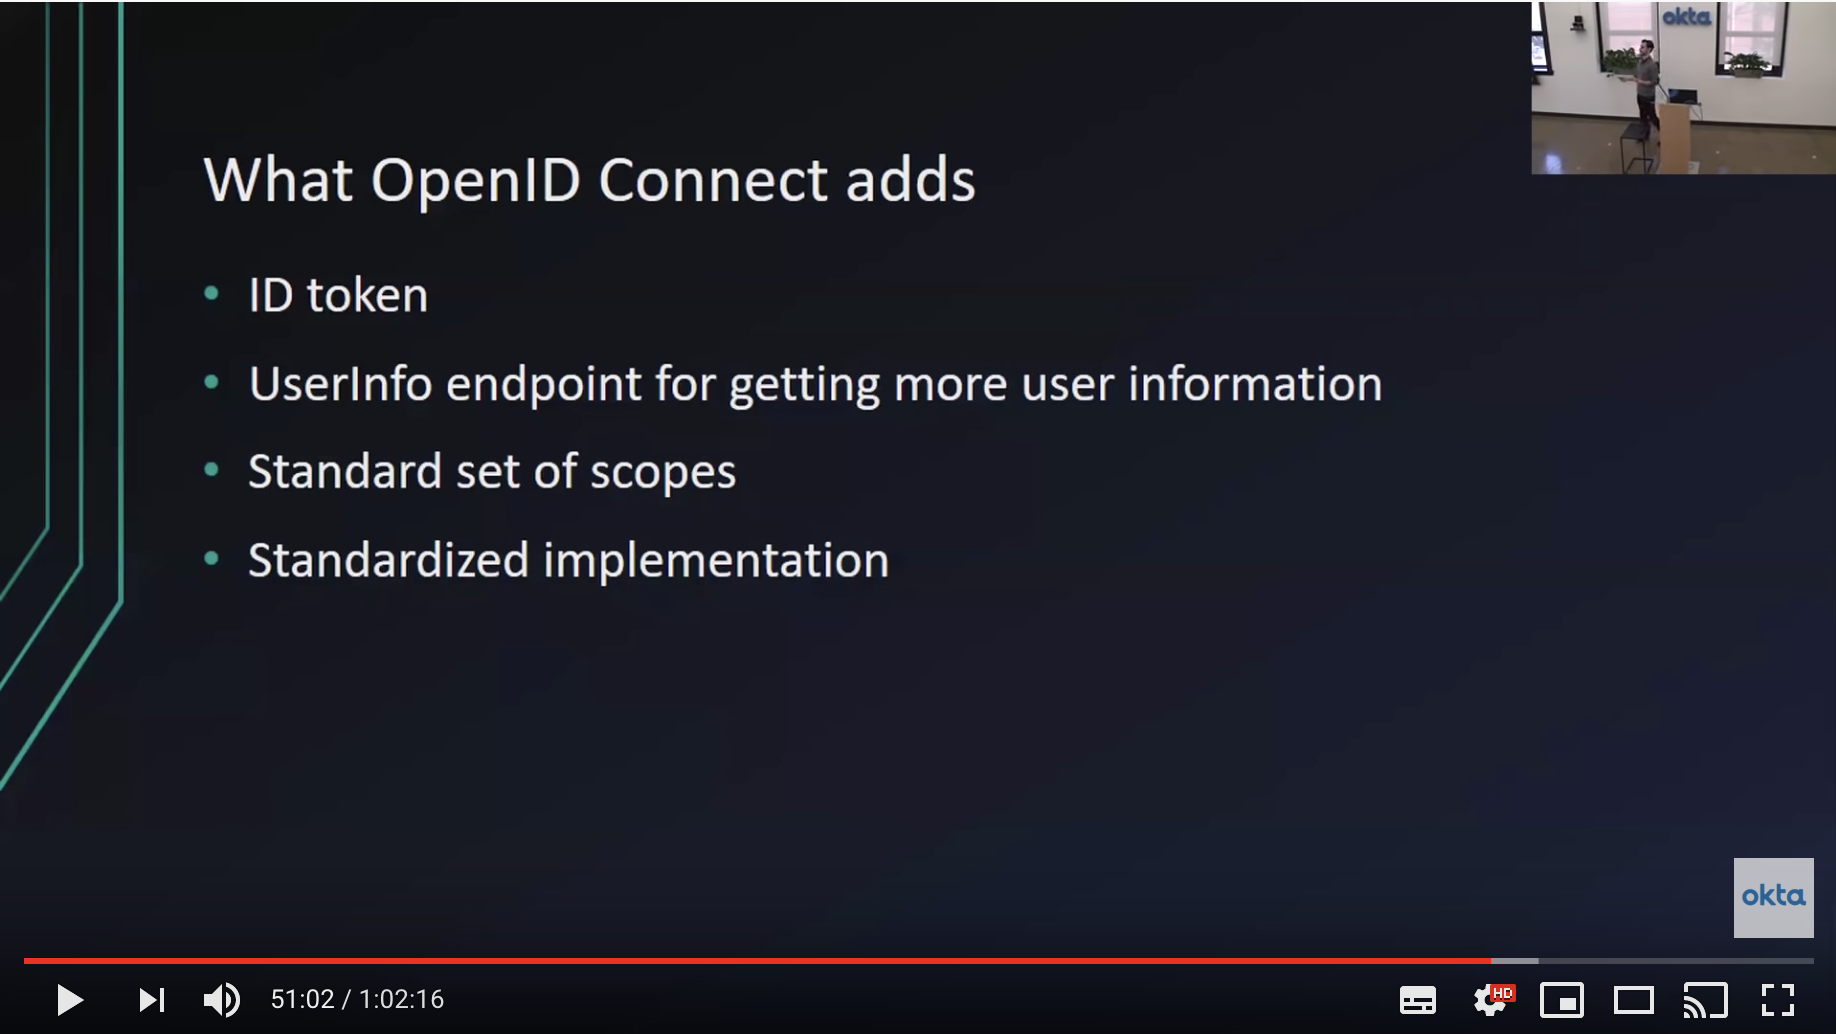 okta
What OpenID Connect adds
• ID token
• UserInfo endpoint for getting more user information
• Standard set of scopes
• Standardized implementation
okta
51:02 / 1:02:16
HD